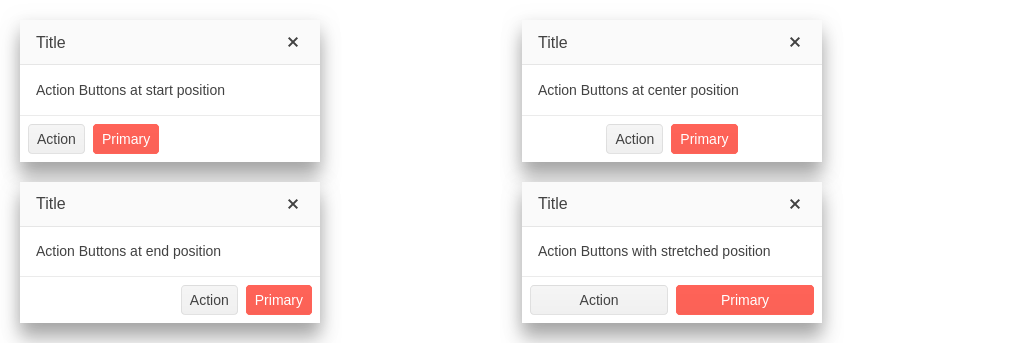 Title
Action Buttons at start position
Action Primary
Title
Action Buttons at center position
Action Primary
Title
Action Buttons at end position
Action Primary
Title
Action Buttons with stretched position
Action Primary